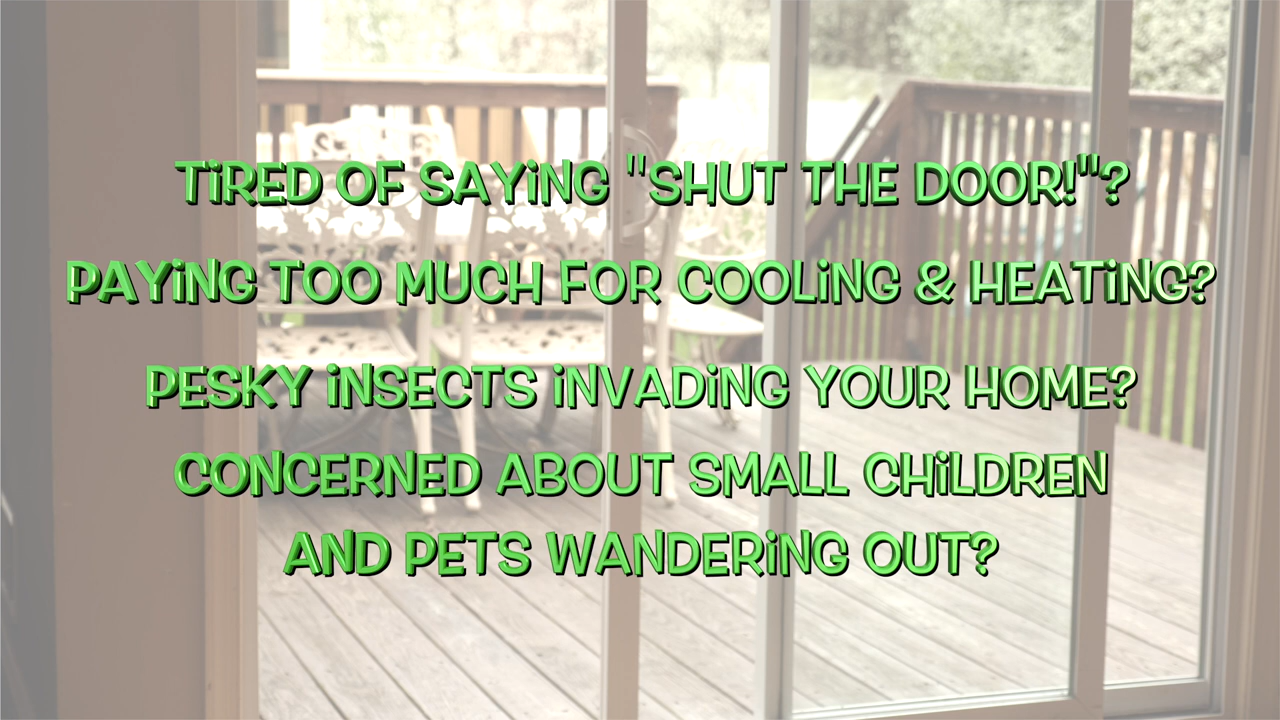 TiRED OF SAYiNG "SHUT THE DOOR!"?
PAYiNG TOO MUCH FOR COOLiNG & HEATiNG?
PESKY iNSECTS iNVADiNG YOUR HOME?
CONCERNED ABOUT SMALL CHiLDREN
AND PETS WANDERiNG OUT?